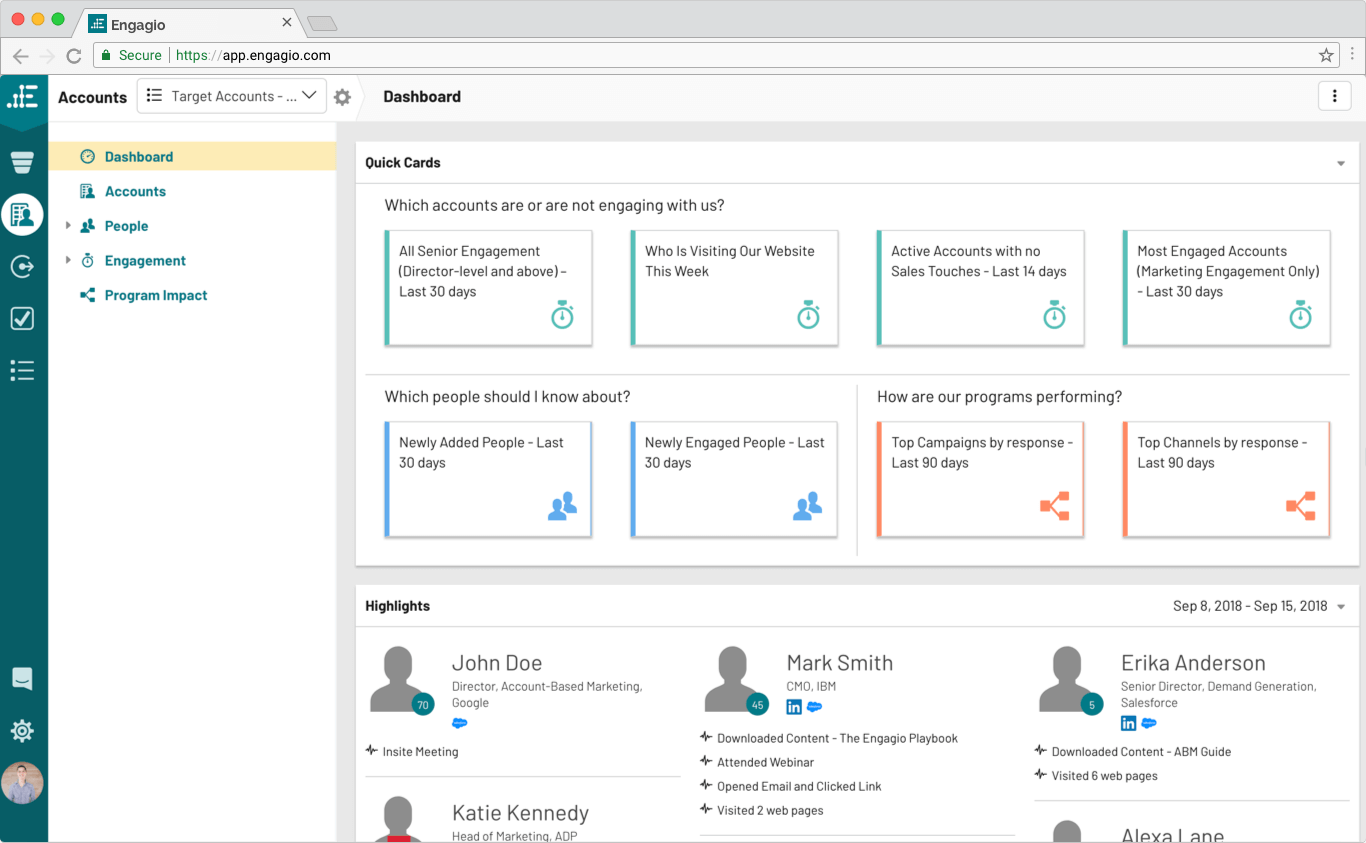 Engagio
Secure
https://app.engagio.com
Accounts
Target Accounts - ...
Dashboard
Dashboard
Accounts
People
Engagement
Program Impact
Quick Cards
Which accounts are or are not engaging with us?
All Senior Engagement
(Director-level and above) –
Last 30 days
Who Is Visiting Our Website
This Week
Active Accounts with no
Sales Touches - Last 14 days
Most Engaged Accounts
(Marketing Engagement Only)
- Last 30 days
Which people should I know about?
Newly Added People - Last
30 days
Newly Engaged People - Last
30 days
How are our programs performing?
Top Campaigns by response -
Last 90 days
Top Channels by response -
Last 90 days
Highlights
Sep 8, 2018 - Sep 15, 2018
John Doe
Director, Account-Based Marketing,
Google
70
Insite Meeting
Katie Kennedy
Head of Marketing, ADP
Mark Smith
CMO, IBM
45
Downloaded Content - The Engagio Playbook
Attended Webinar
Opened Email and Clicked Link
Visited 2 web pages
Erika Anderson
Senior Director, Demand Generation,
Salesforce
5
Downloaded Content - ABM Guide
Visited 6 web pages
Alexa Lane